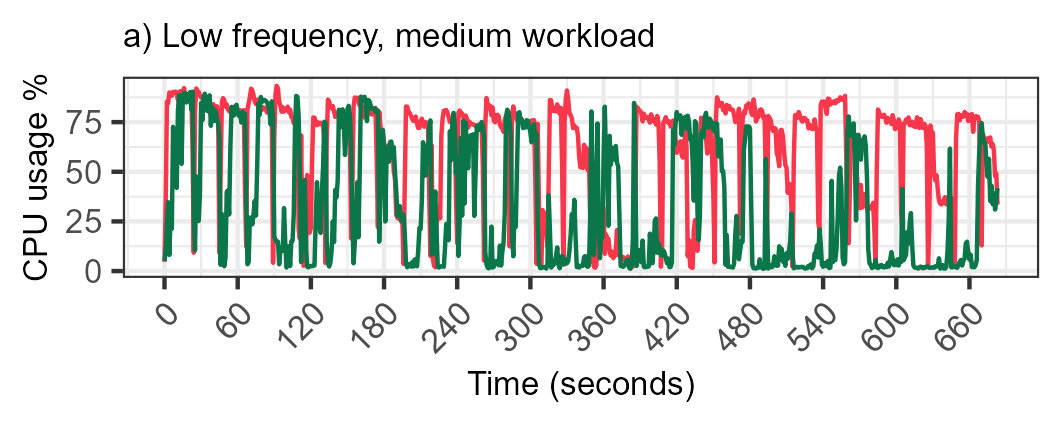 a) Low frequency, medium workload
CPU usage %
75
50
25
0
0 60 120 180 240 300 360 420 480 540 600 660
Time (seconds)